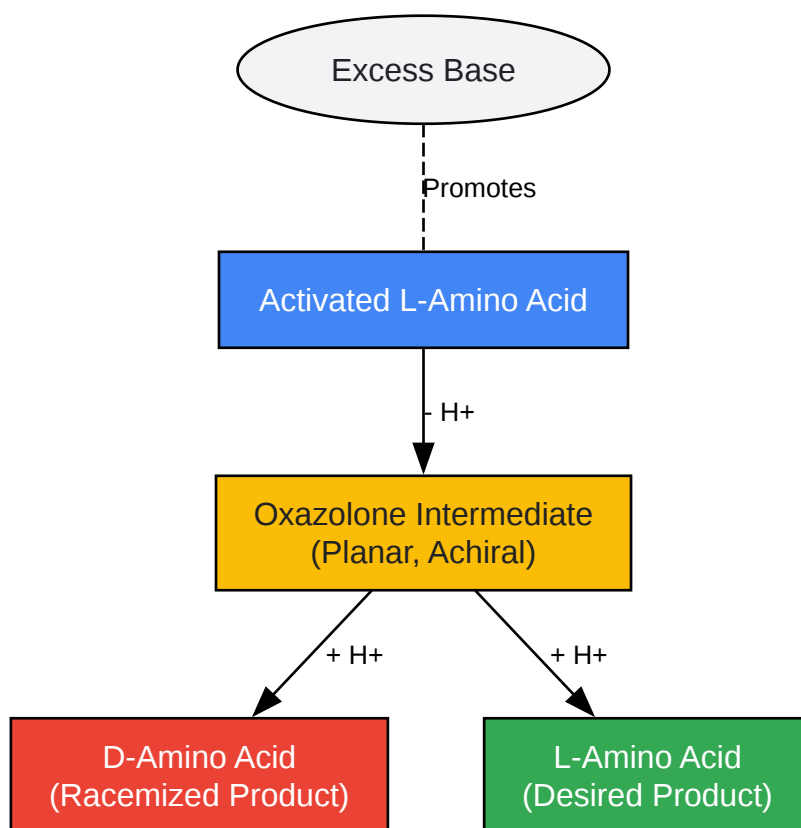 Excess Base
Promotes
Activated L-Amino Acid
- H+
Oxazolone Intermediate
(Planar, Achiral)
+ H+
+ H+
D-Amino Acid
(Racemized Product)
L-Amino Acid
(Desired Product)